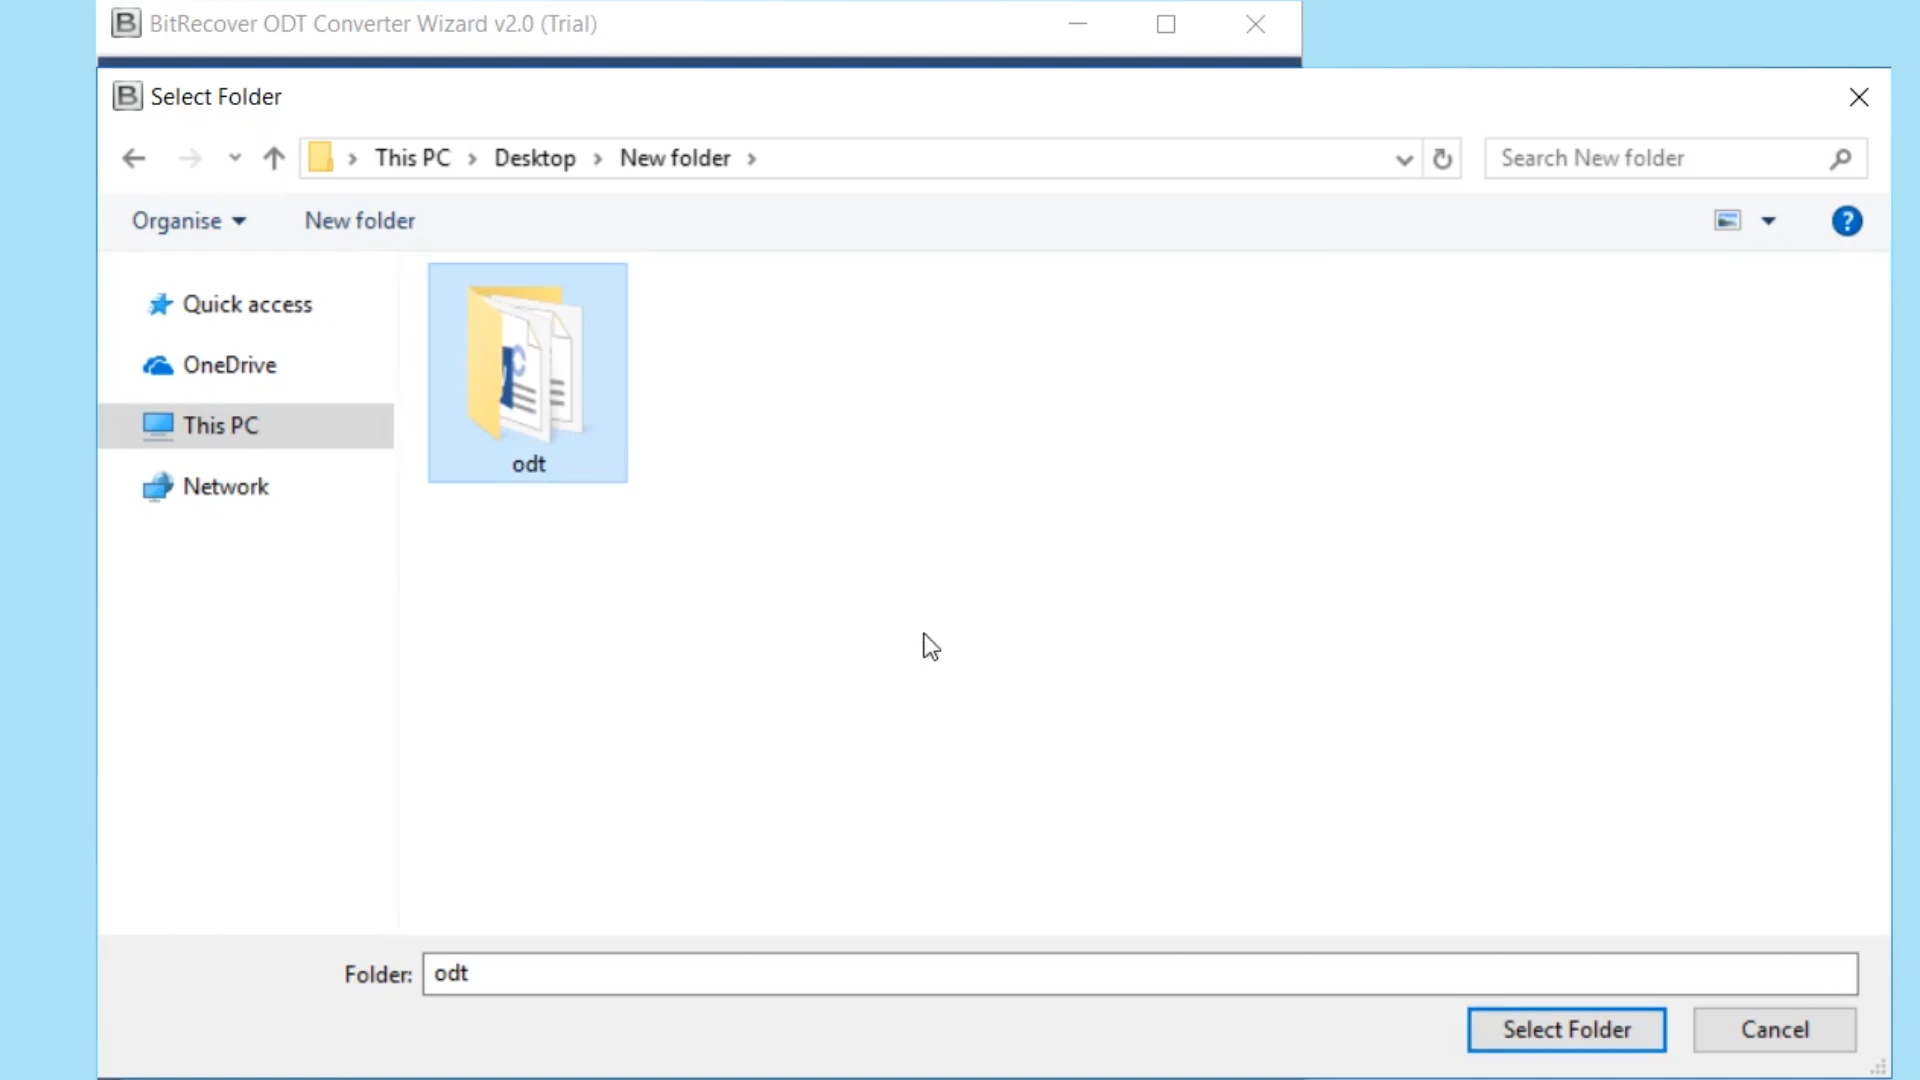 BitRecover ODT Converter Wizard v2.0 (Trial)
Select Folder
This PC > Desktop > New folder >
Search New folder
Organise
New folder
Quick access
OneDrive
This PC
Network
odt
Folder: odt
Select Folder
Cancel